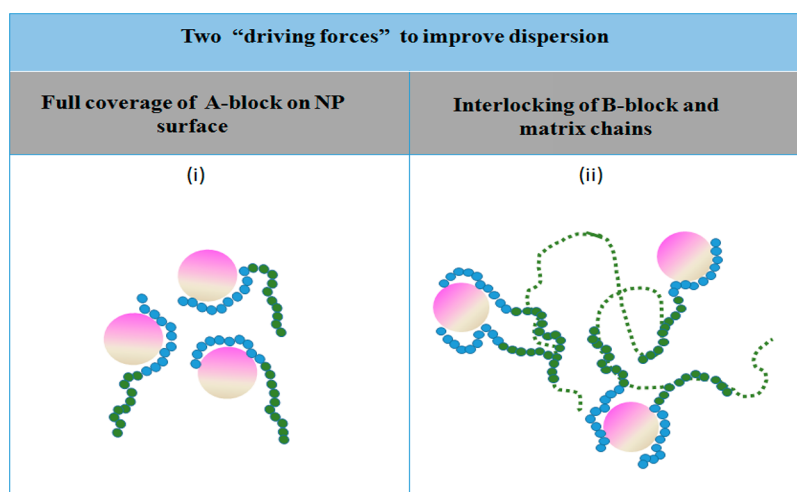 Two “driving forces” to improve dispersion
Full coverage of A-block on NP
surface
Interlocking of B-block and
matrix chains
(i)
(ii)